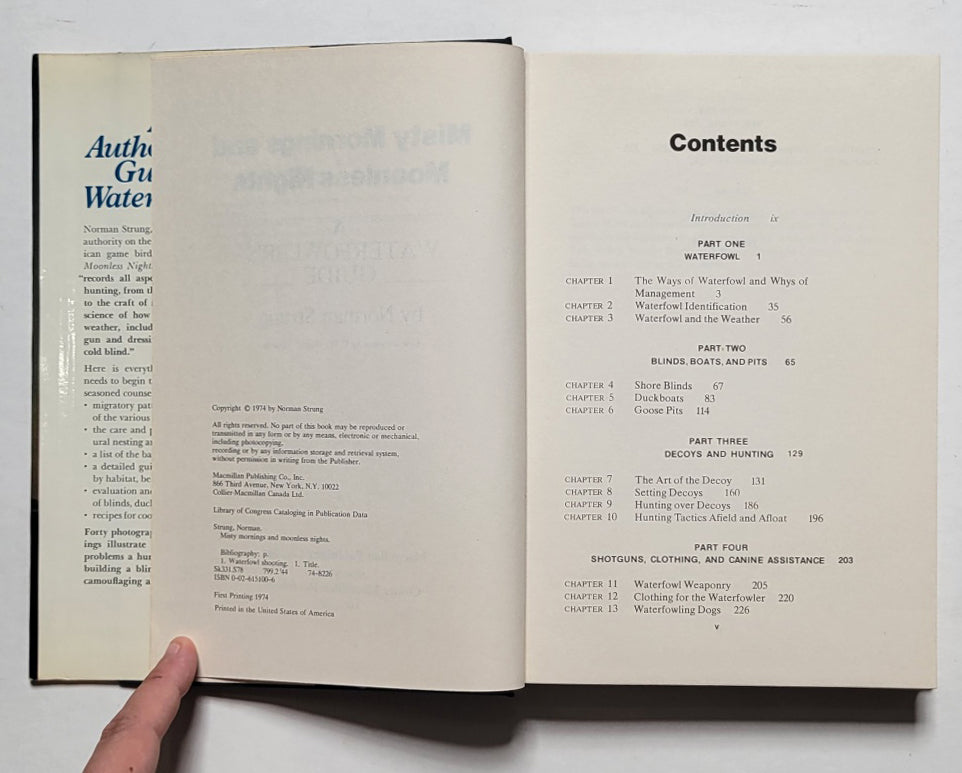 Auth
Gu
Water
Norman Strung,
authority on the
ican game bird
Moonless Night
"records all aspe
hunting, from th
to the craft of
science of how
weather, includ
gun and dressi
cold blind."
Here is everyth
needs to begin t
seasoned counse
• migratory pat
of the various
• the care and p
ural nesting a
• a list of the ba
• a detailed gui
by habitat, be
• evaluation and
of blinds, duc
• recipes for coo
Forty photogra
ings illustrate
problems a hun
building a blin
camouflaging a
Misty Mornings and
Moonless Nights
A
WATERFOWLER'S
GUIDE
by Norman Strung
Copyright © 1974 by Norman Strung
All rights reserved. No part of this book may be reproduced or
transmitted in any form or by any means, electronic or mechanical,
including photocopying,
recording or by any information storage and retrieval system,
without permission in writing from the Publisher.
Macmillan Publishing Co., Inc.
866 Third Avenue, New York, N.Y. 10022
Collier-Macmillan Canada Ltd.
Library of Congress Cataloging in Publication Data
Strung, Norman.
Misty mornings and moonless nights.
Bibliography: p.
1. Waterfowl shooting. I. Title.
Sk331.S78 799.2'44 74-8226
ISBN 0-02-615100-6
First Printing 1974
Printed in the United States of America
Contents
Introduction ix
PART ONE
WATERFOWL 1
CHAPTER 1 The Ways of Waterfowl and Whys of
Management 3
CHAPTER 2 Waterfowl Identification 35
CHAPTER 3 Waterfowl and the Weather 56
PART TWO
BLINDS, BOATS, AND PITS 65
CHAPTER 4 Shore Blinds 67
CHAPTER 5 Duckboats 83
CHAPTER 6 Goose Pits 114
PART THREE
DECOYS AND HUNTING 129
CHAPTER 7 The Art of the Decoy 131
CHAPTER 8 Setting Decoys 160
CHAPTER 9 Hunting over Decoys 186
CHAPTER 10 Hunting Tactics Afield and Afloat 196
PART FOUR
SHOTGUNS, CLOTHING, AND CANINE ASSISTANCE 203
CHAPTER 11 Waterfowl Weaponry 205
CHAPTER 12 Clothing for the Waterfowler 220
CHAPTER 13 Waterfowling Dogs 226
v